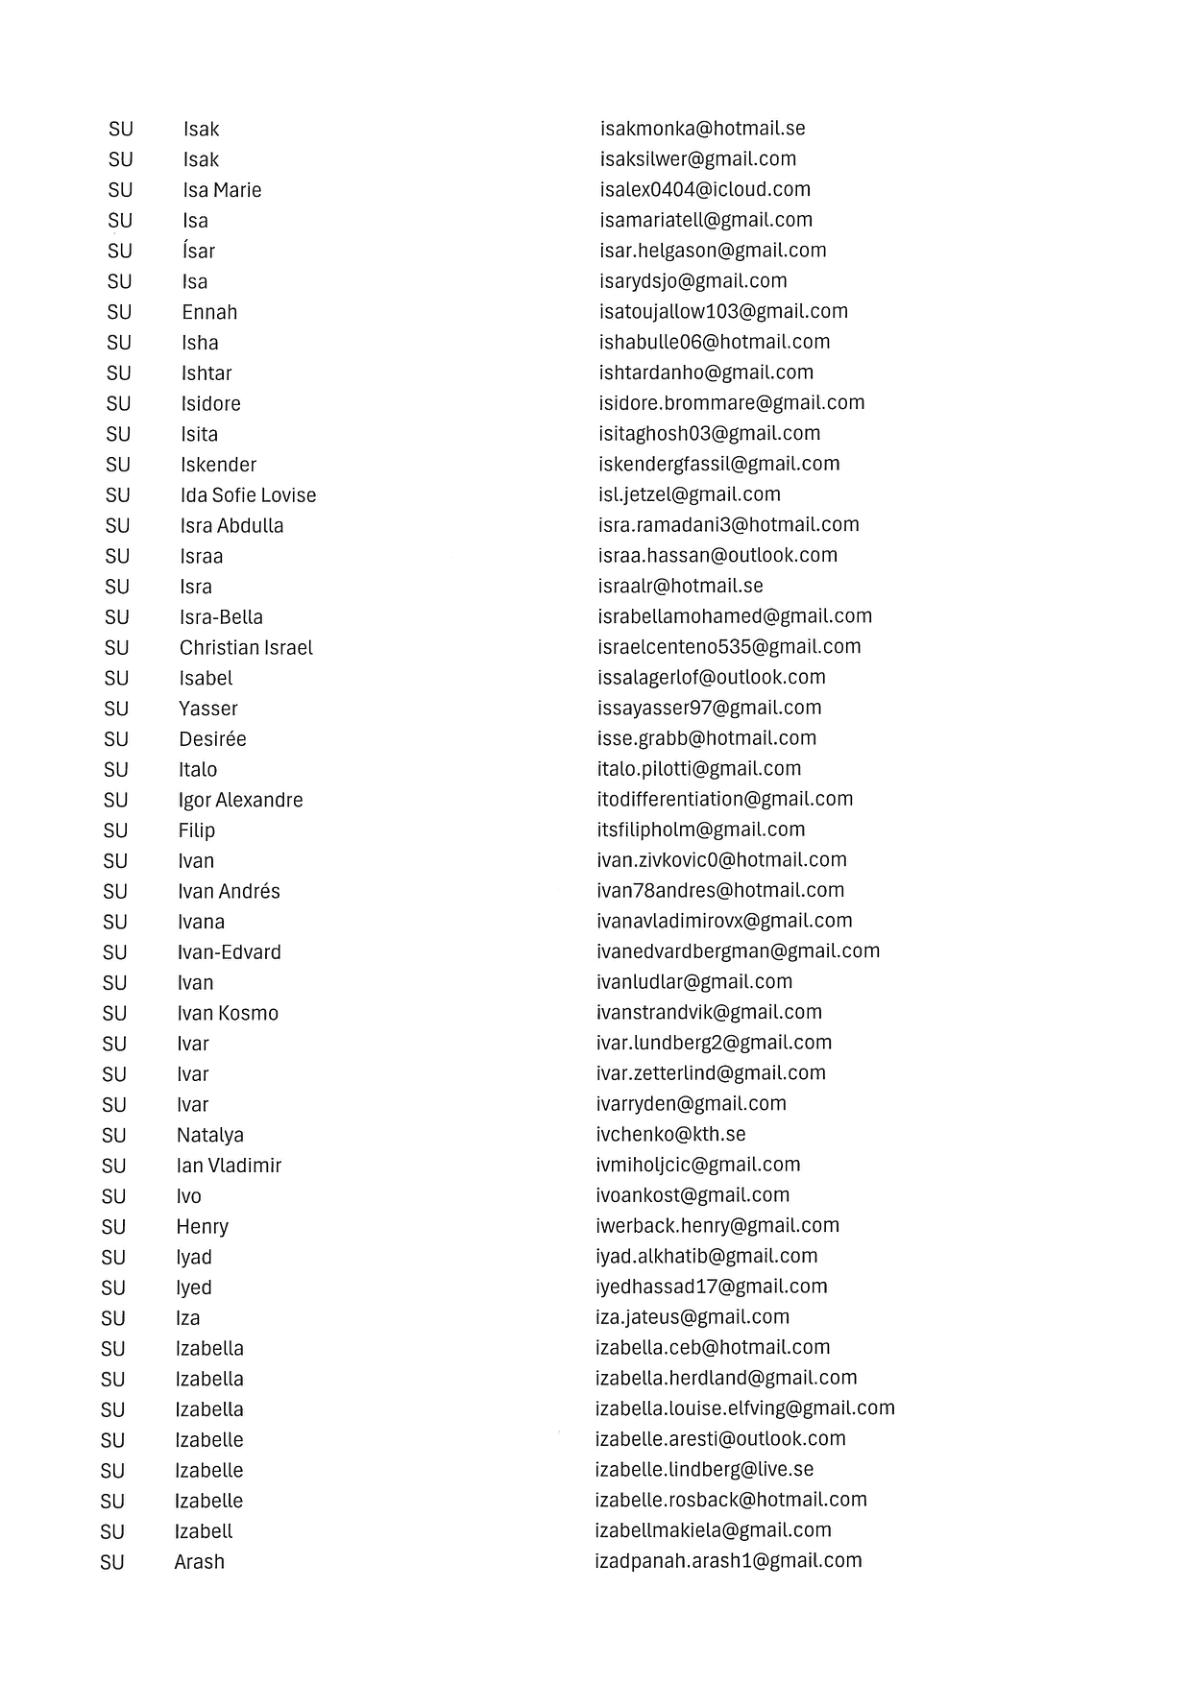 SU Isak isakmonka@hotmail.se
SU Isak isaksilwer@gmail.com
SU Isa Marie isalex0404@icloud.com
SU Isa isamariatell@gmail.com
SU Ísar isar.helgason@gmail.com
SU Isa isarydsjo@gmail.com
SU Ennah isatoujallow103@gmail.com
SU Isha ishabulle06@hotmail.com
SU Ishtar ishtardanho@gmail.com
SU Isidore isidore.brommare@gmail.com
SU Isita isitaghosh03@gmail.com
SU Iskender iskendergfassil@gmail.com
SU Ida Sofie Lovise isl.jetzel@gmail.com
SU Isra Abdulla isra.ramadani3@hotmail.com
SU Israa israa.hassan@outlook.com
SU Isra israalr@hotmail.se
SU Isra-Bella israbellamohamed@gmail.com
SU Christian Israel israelcenteno535@gmail.com
SU Isabel issalagerlof@outlook.com
SU Yasser issayasser97@gmail.com
SU Desirée isse.grabb@hotmail.com
SU Italo italo.pilotti@gmail.com
SU Igor Alexandre itodifferentiation@gmail.com
SU Filip itsfilipholm@gmail.com
SU Ivan ivan.zivkovic0@hotmail.com
SU Ivan Andrés ivan78andres@hotmail.com
SU Ivana ivanavladimirovx@gmail.com
SU Ivan-Edvard ivanedvardbergman@gmail.com
SU Ivan ivanludlar@gmail.com
SU Ivan Kosmo ivanstrandvik@gmail.com
SU Ivar ivar.lundberg2@gmail.com
SU Ivar ivar.zetterlind@gmail.com
SU Ivar ivarryden@gmail.com
SU Natalya ivchenko@kth.se
SU Ian Vladimir ivmiholjcic@gmail.com
SU Ivo ivoankost@gmail.com
SU Henry iwerback.henry@gmail.com
SU Iyad iyad.alkhatib@gmail.com
SU Iyed iyedhassad17@gmail.com
SU Iza iza.jateus@gmail.com
SU Izabella izabella.ceb@hotmail.com
SU Izabella izabella.herdland@gmail.com
SU Izabella izabella.louise.elfving@gmail.com
SU Izabelle izabelle.aresti@outlook.com
SU Izabelle izabelle.lindberg@live.se
SU Izabelle izabelle.rosback@hotmail.com
SU Izabell izabellmakiela@gmail.com
SU Arash izadpanah.arash1@gmail.com